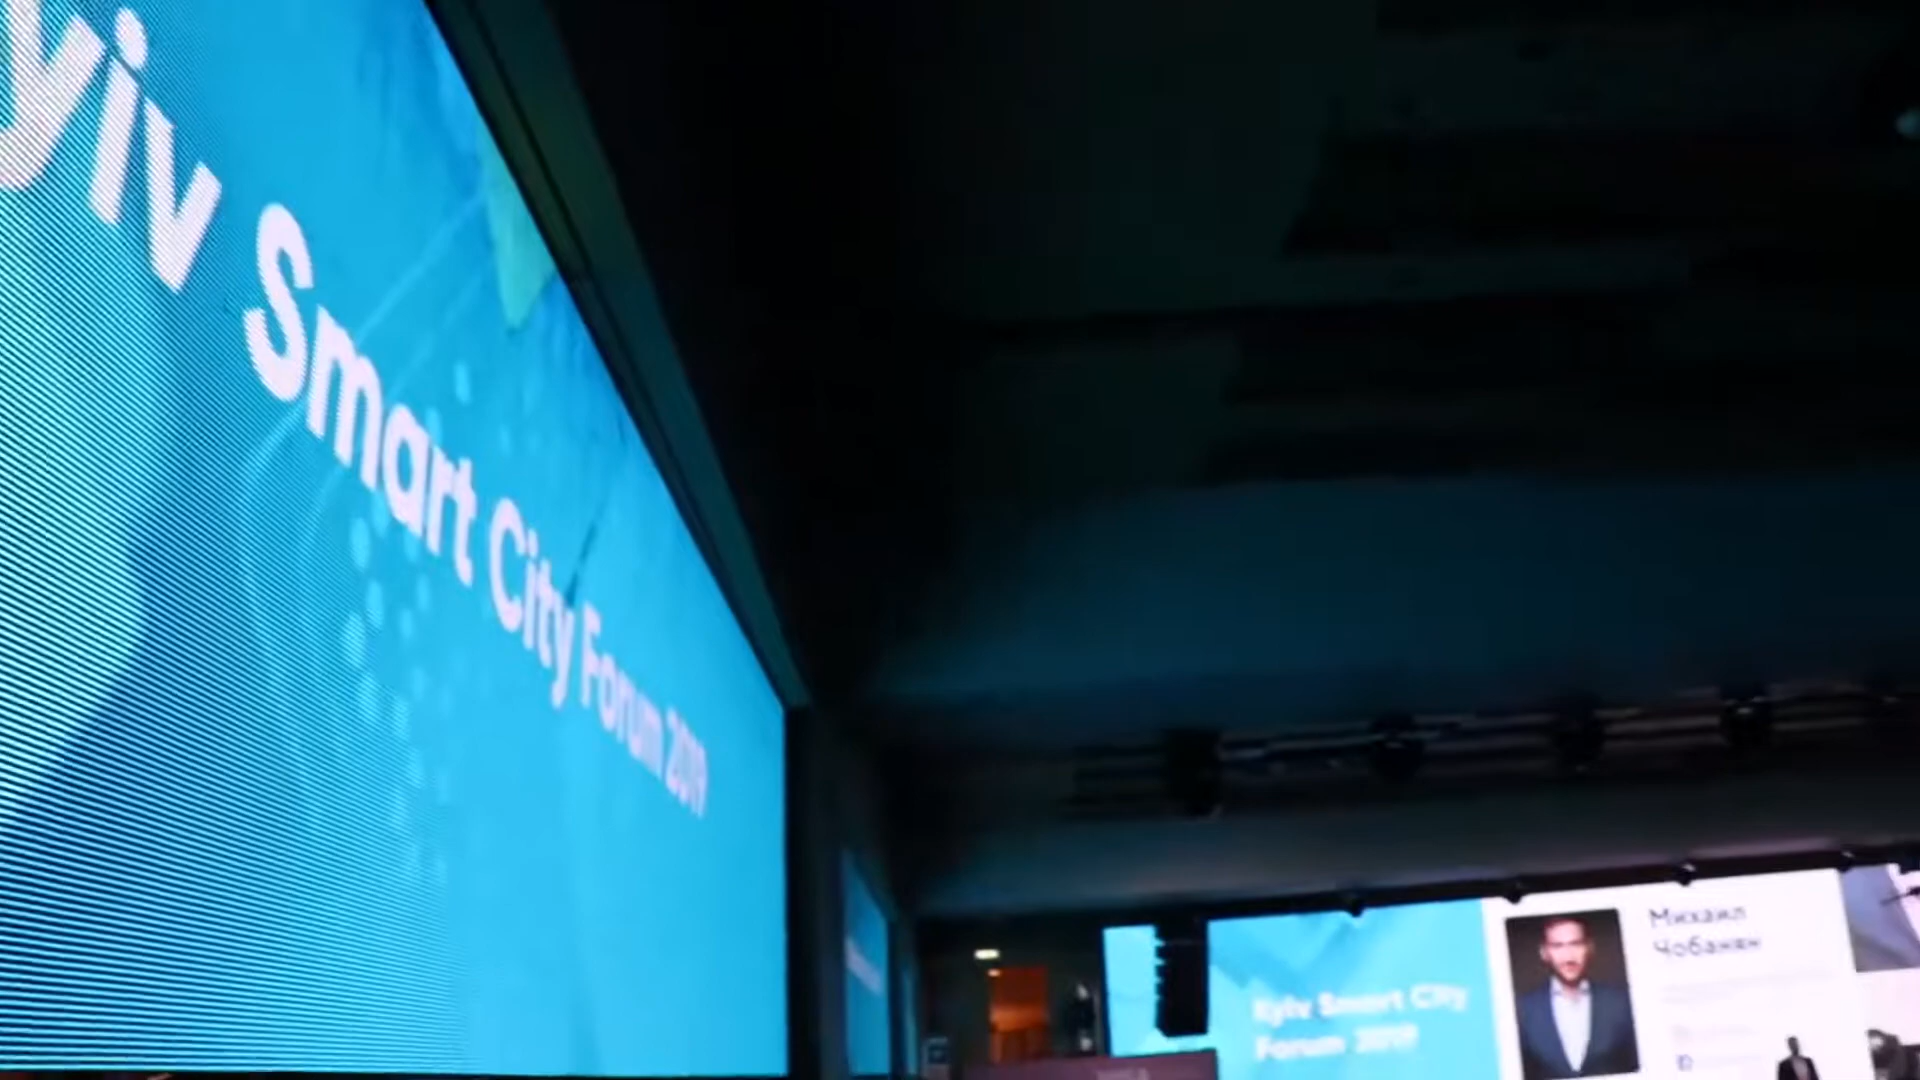 yiv Smart City Forum 2019
Kyiv Smart City
Forum 2019
Михаил
Чобанян